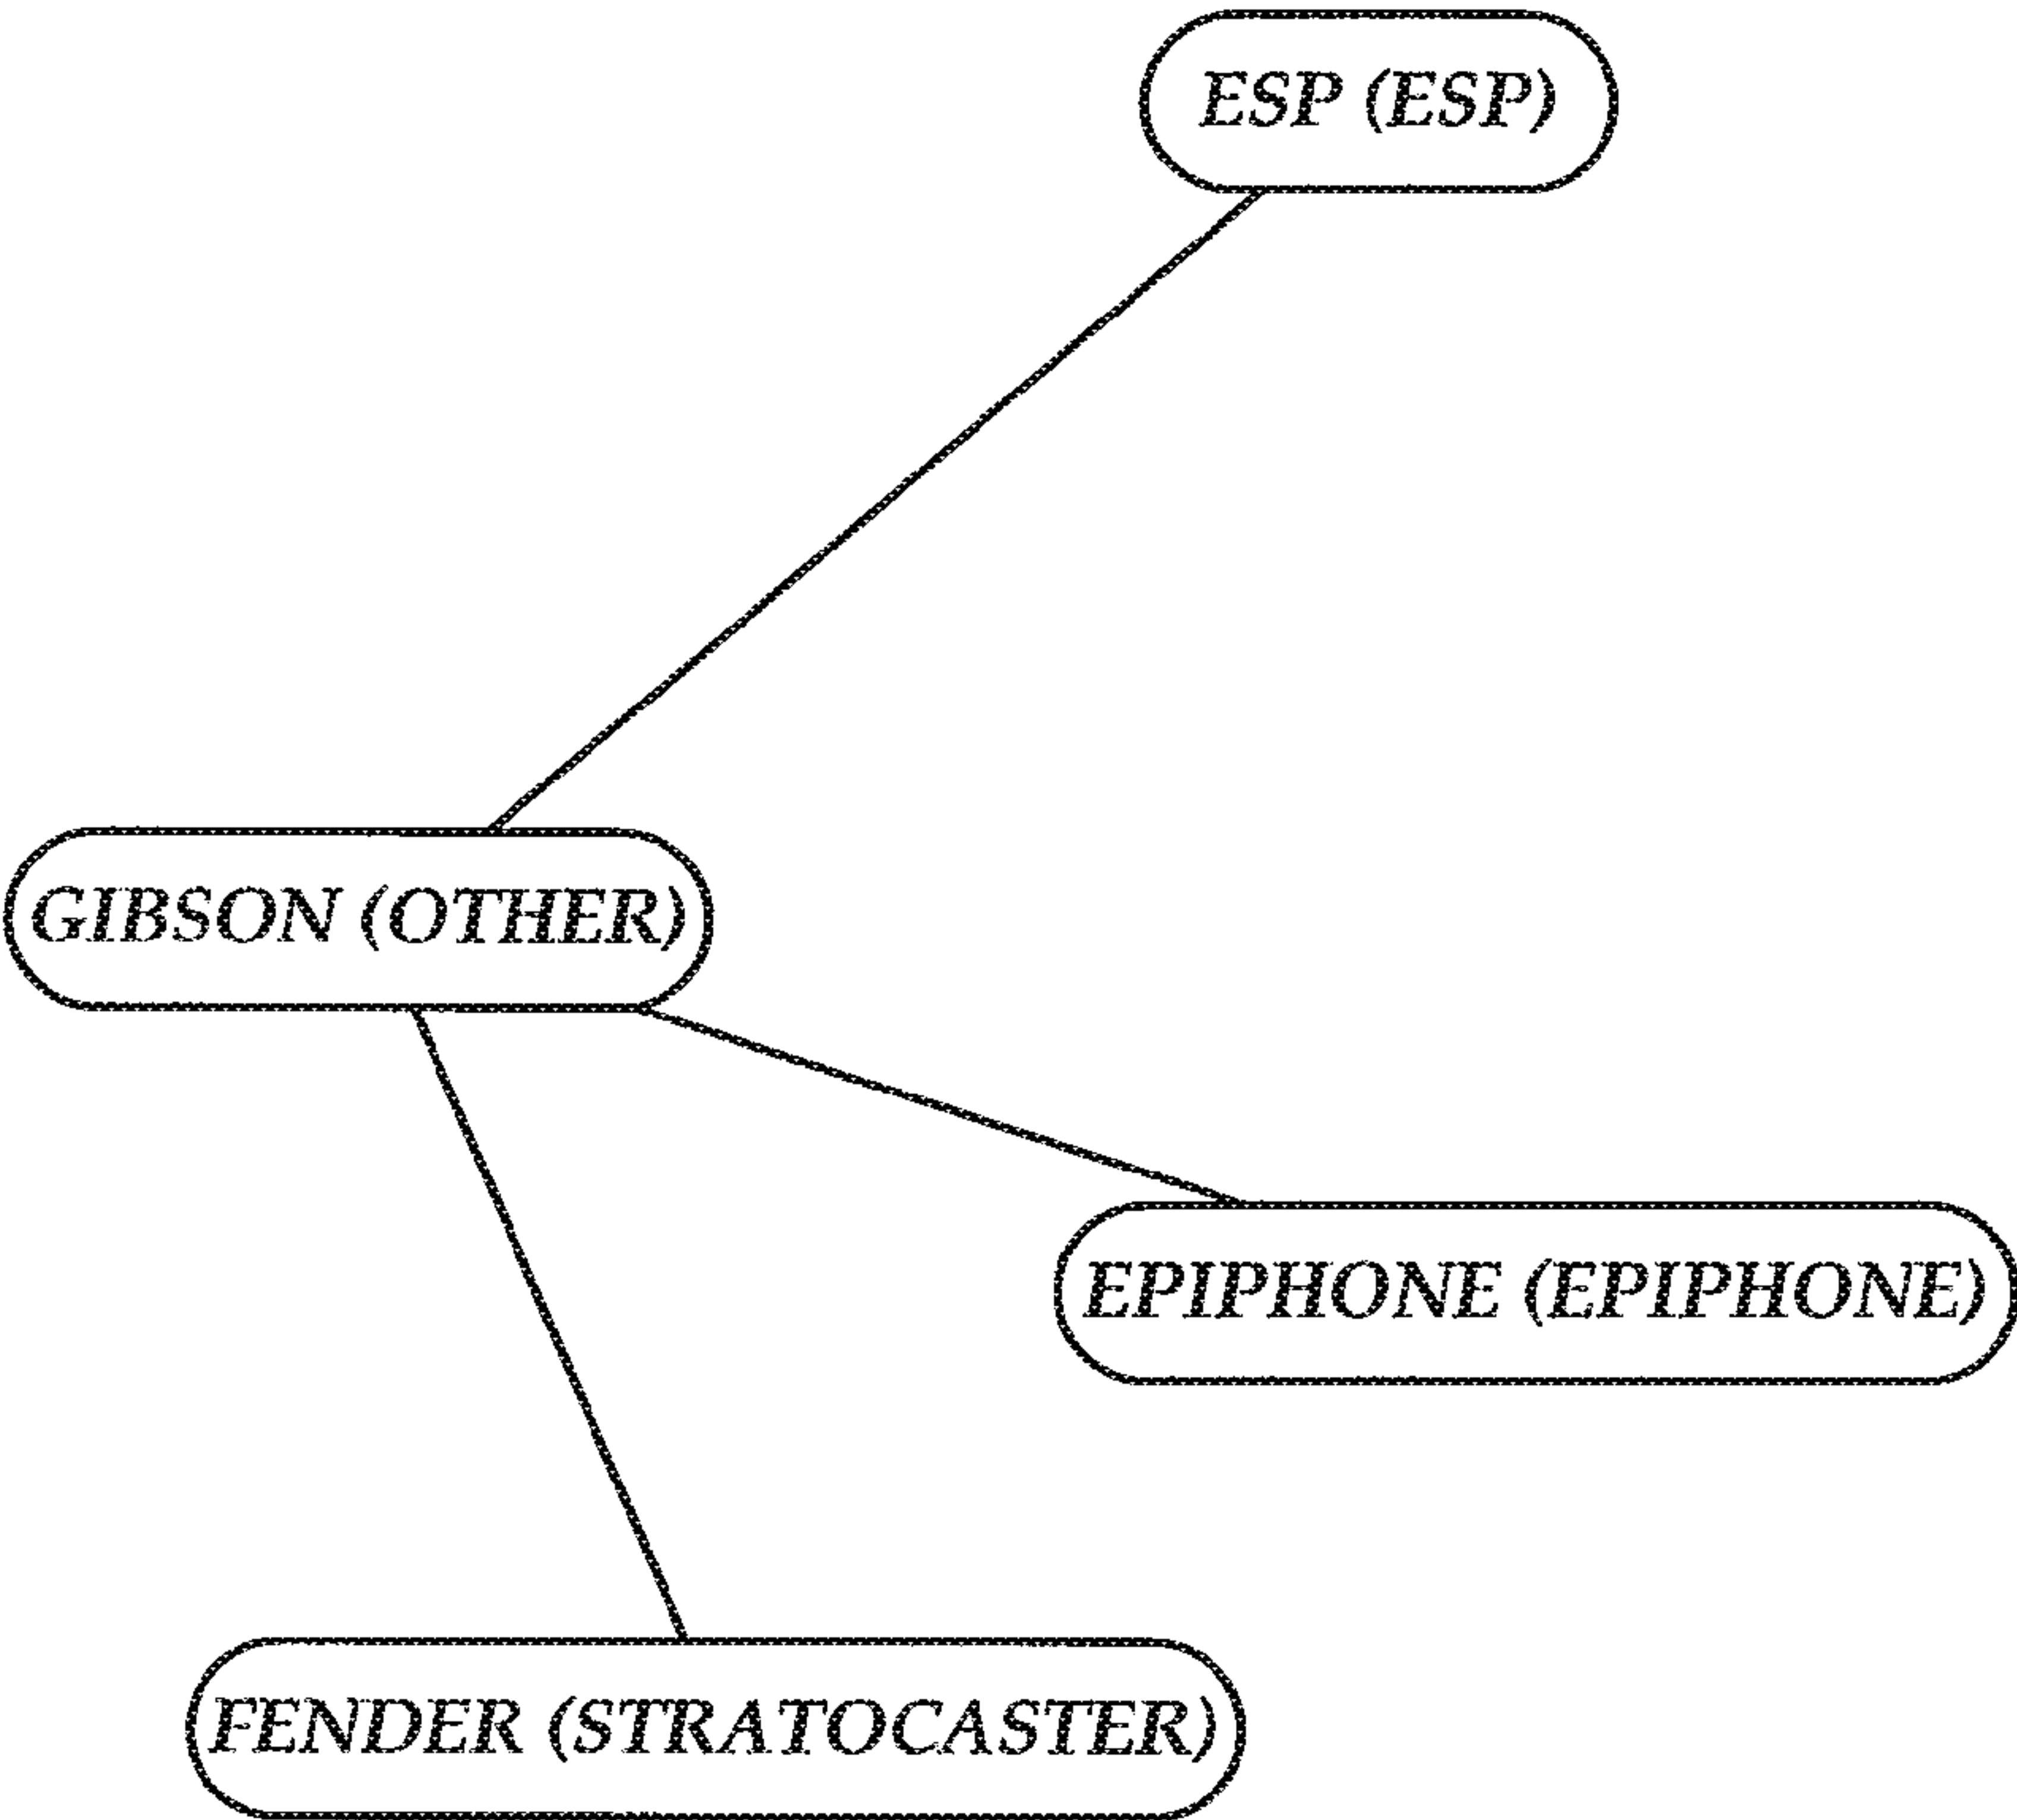 ESP (ESP)
GIBSON (OTHER)
EPIPHONE (EPIPHONE)
FENDER (STRATOCASTER)